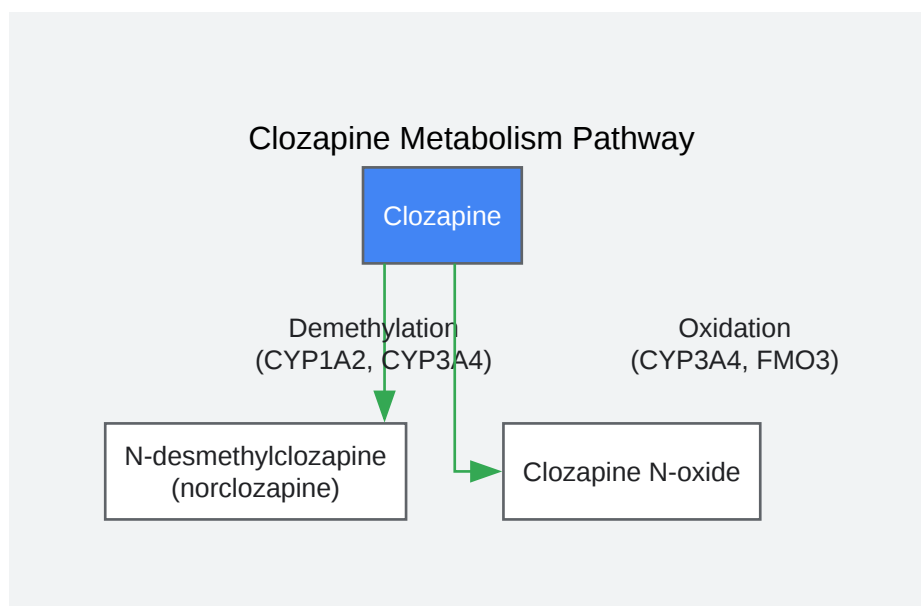 Clozapine Metabolism Pathway
Clozapine
Demethylation
(CYP1A2, CYP3A4)
Oxidation
(CYP3A4, FMO3)
N-desmethylclozapine
(norclozapine)
Clozapine N-oxide